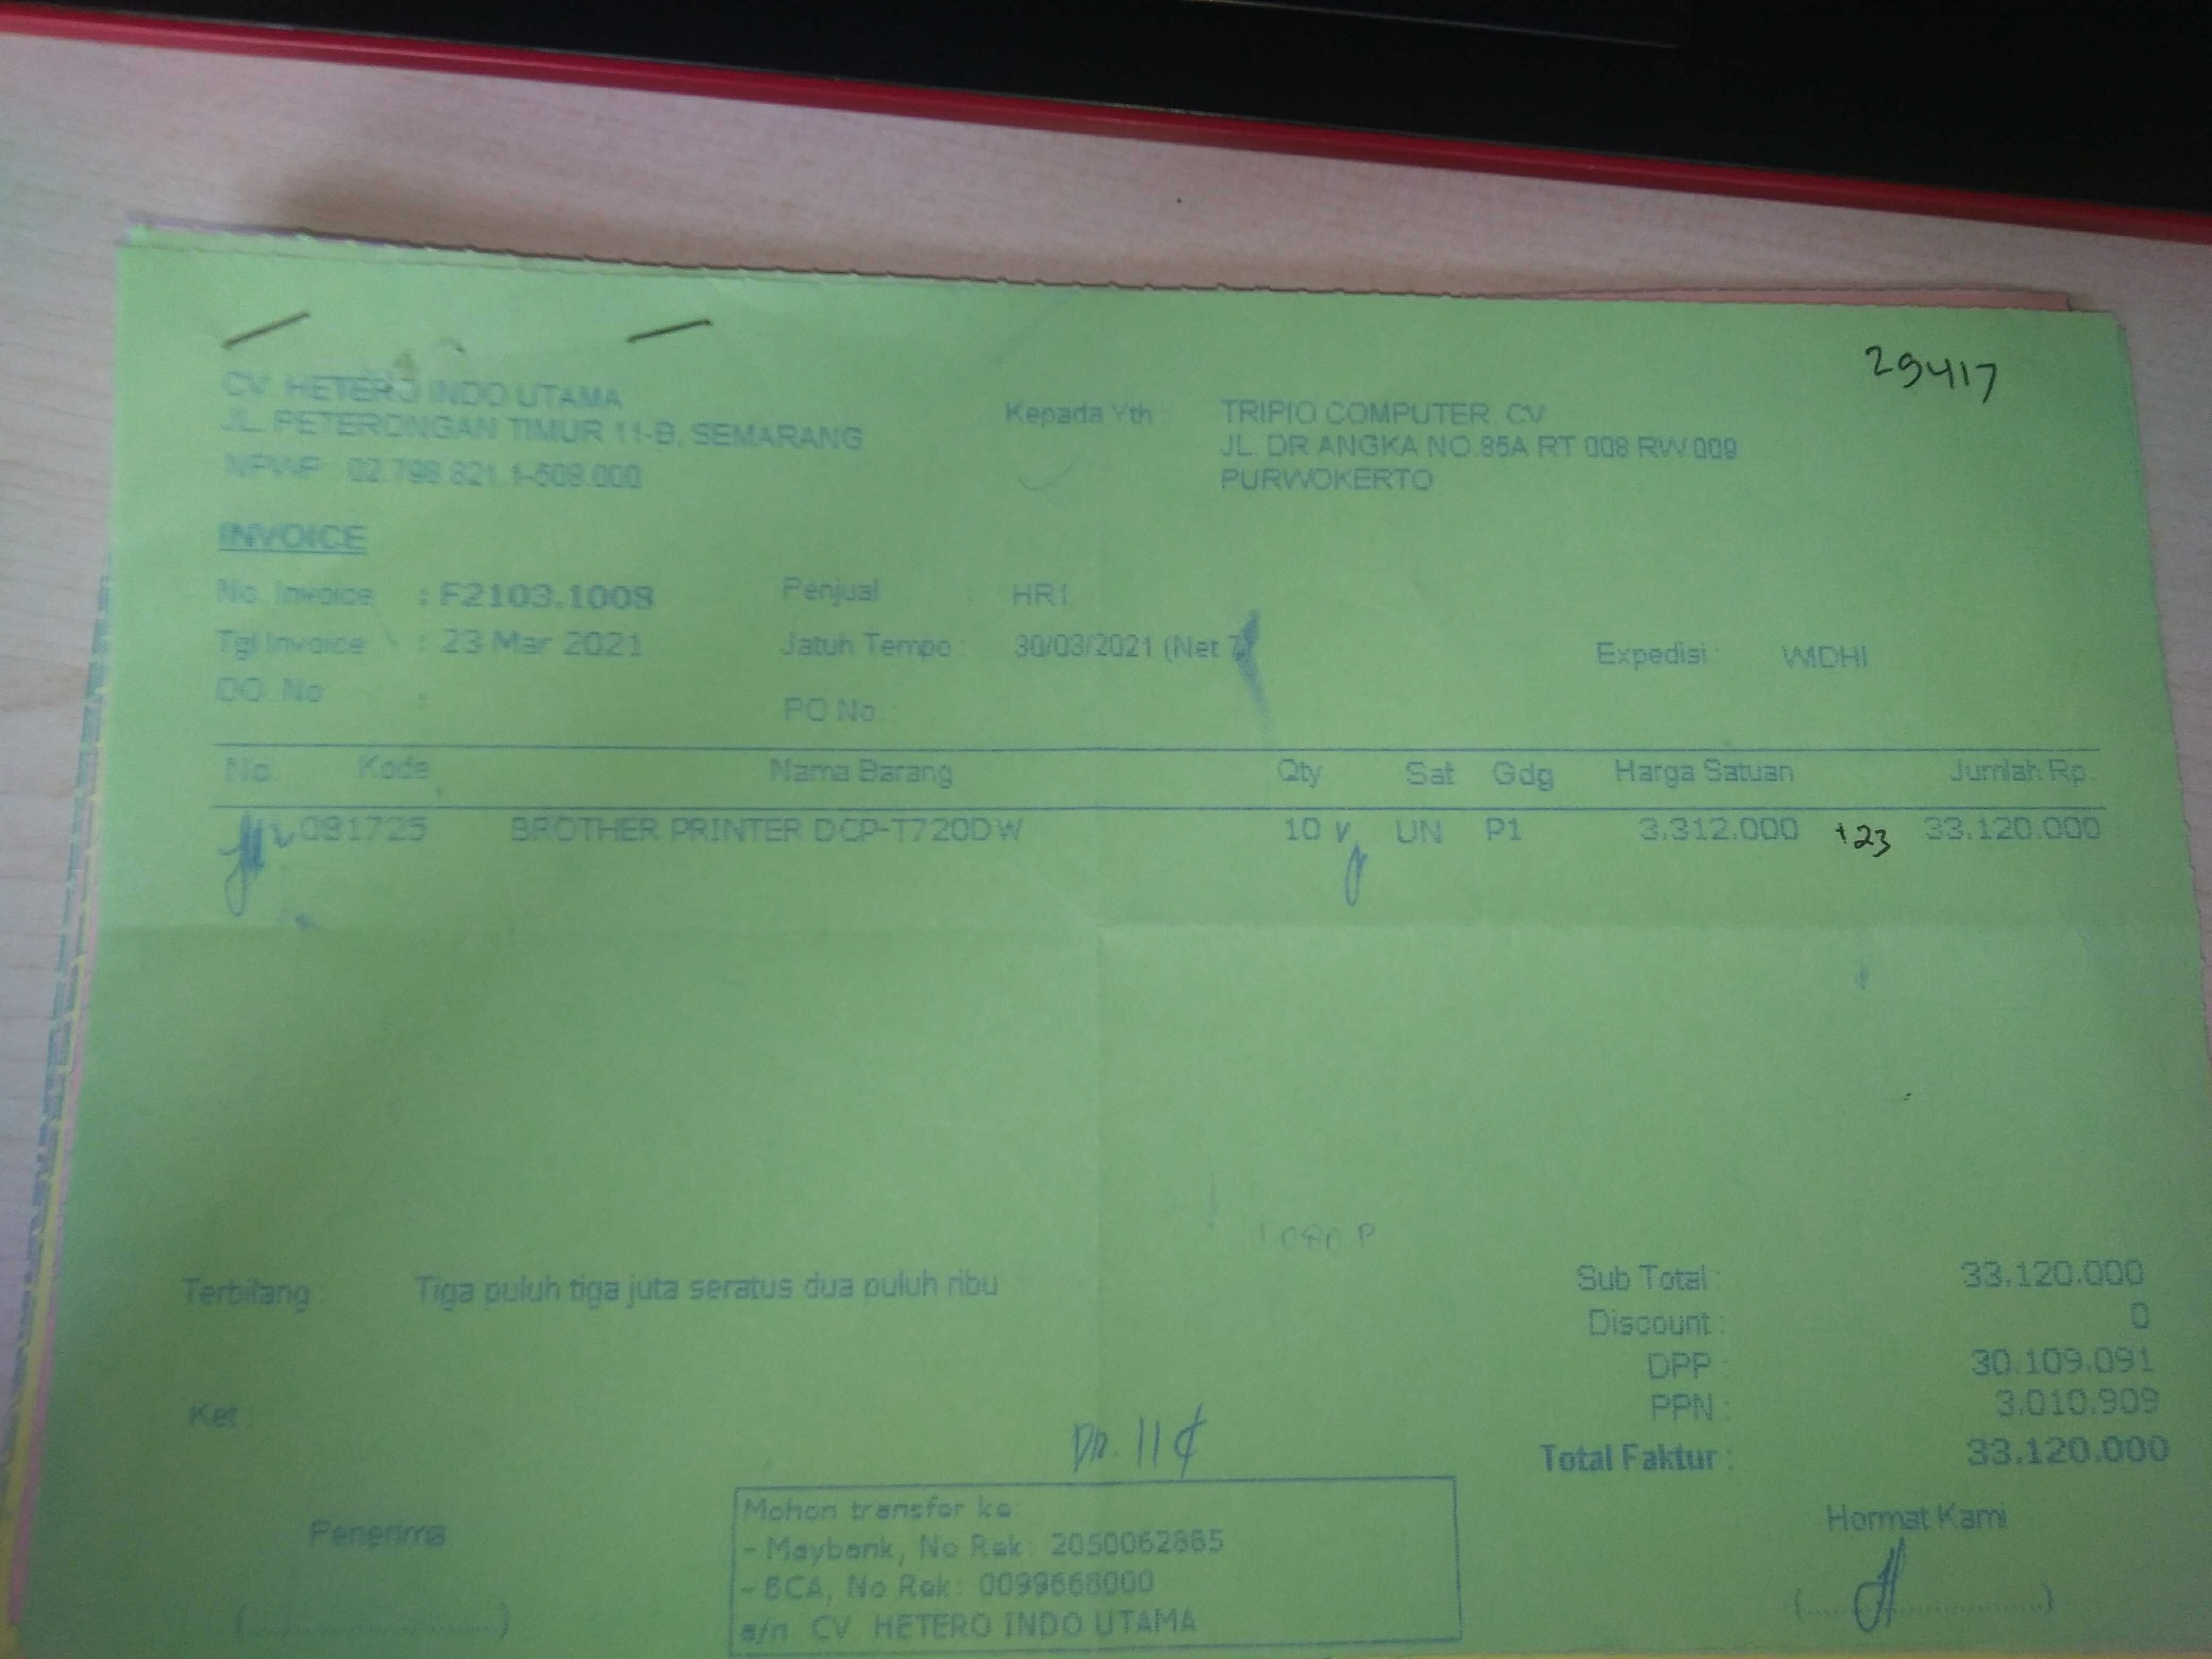 29417
CV. HETERO INDO UTAMA
JL. PETERONGAN TIMUR 11-B, SEMARANG
NPWP : 02.798.821.1-508.000
Kepada Yth :
TRIPIO COMPUTER. CV
JL. DR ANGKA NO.85A RT 008 RW 009
PURWOKERTO
INVOICE
No. Invoice : F2103.1008 Penjual : HRI
Tgl Invoice : 23 Mar 2021 Jatuh Tempo : 30/03/2021 (Net 7) Expedisi : WIDHI
DO. No : PO No
No. Kode Nama Barang Qty Sat Gdg Harga Satuan Jumlah Rp.
081725 BROTHER PRINTER DCP-T720DW 10 UN P1 3.312.000 +23 33.120.000
1080 P
Terbilang : Tiga puluh tiga juta seratus dua puluh ribu
Sub Total : 33.120.000
Discount : 0
DPP : 30.109.091
PPN : 3.010.909
Total Faktur : 33.120.000
Ket :
Penerima
Mohon transfer ke:
- Maybank, No Rek: 2050062885
- BCA, No Rek: 0099668000
a/n CV. HETERO INDO UTAMA
Hormat Kami